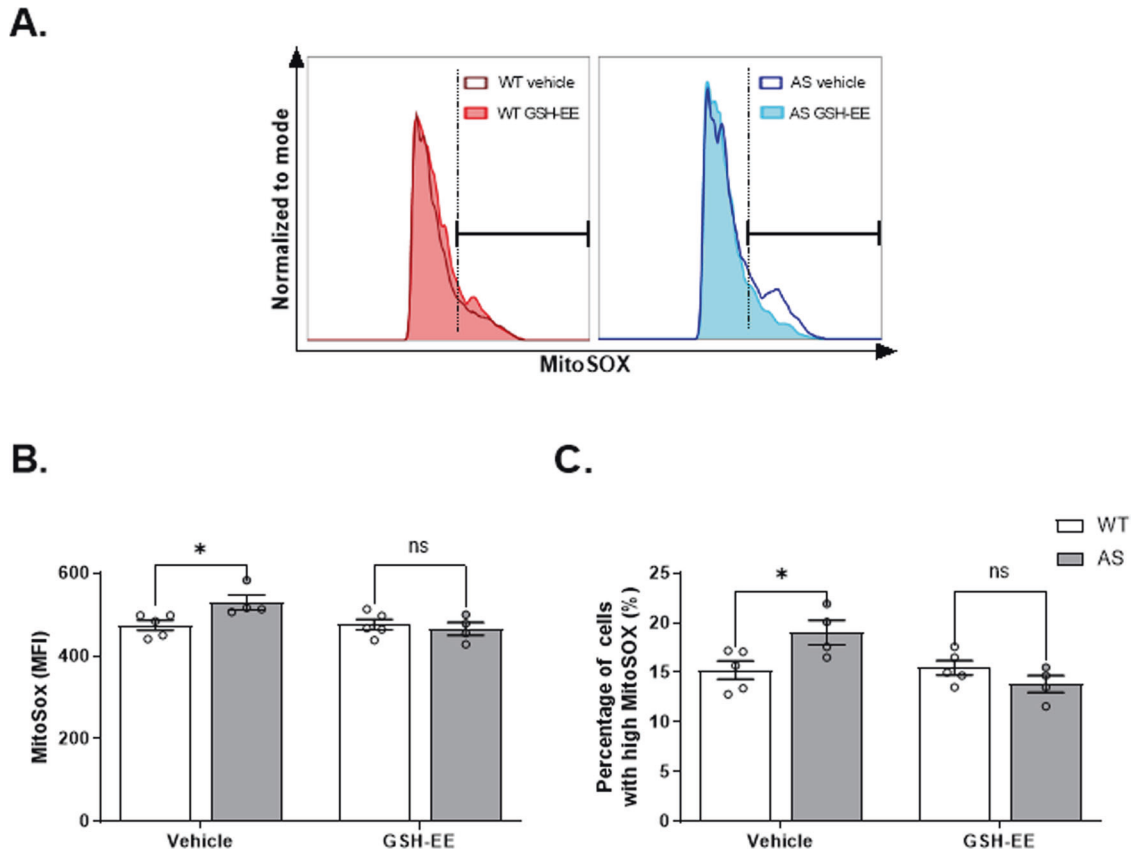 A.
Normalized to mode
WT vehicle
WT GSH-EE
AS vehicle
AS GSH-EE
MitoSOX
B.
MitoSox (MFI)
600
400
200
0
*
ns
Vehicle
GSH-EE
C.
WT
AS
Percentage of cells
with high MitoSOX (%)
25
20
15
10
5
0
*
ns
Vehicle
GSH-EE